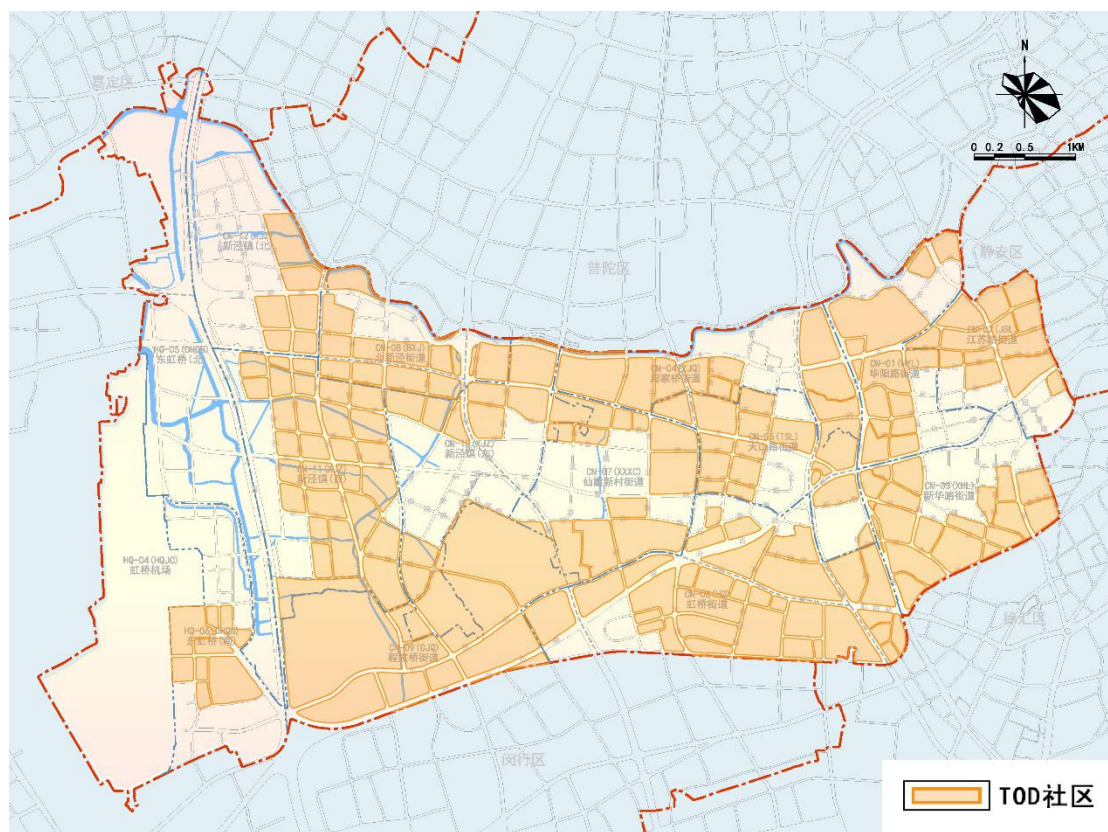 N
0 0.2 0.5 1KM
嘉定区
静安区
普陀区
CN-12(XJZ)
新泾镇(北)
CN-02(JSL)
江苏路街道
HQ-05(DHQB)
东虹桥(北)
CN-08(BXJ)
北新泾街道
CN-04(ZJQ)
周家桥街道
CN-01(HYL)
华阳路街道
CN-10(XJZ)
新泾镇(东)
CN-05(TSL)
天山路街道
CN-11(XJZ)
新泾镇(西)
CN-07(XXXC)
仙霞新村街道
CN-03(XHL)
新华路街道
HQ-04(HQJC)
虹桥机场
CN-06(HQ)
虹桥街道
徐汇区
HQ-06(DHQN)
东虹桥(南)
CN-09(CJQ)
程家桥街道
闵行区
TOD社区